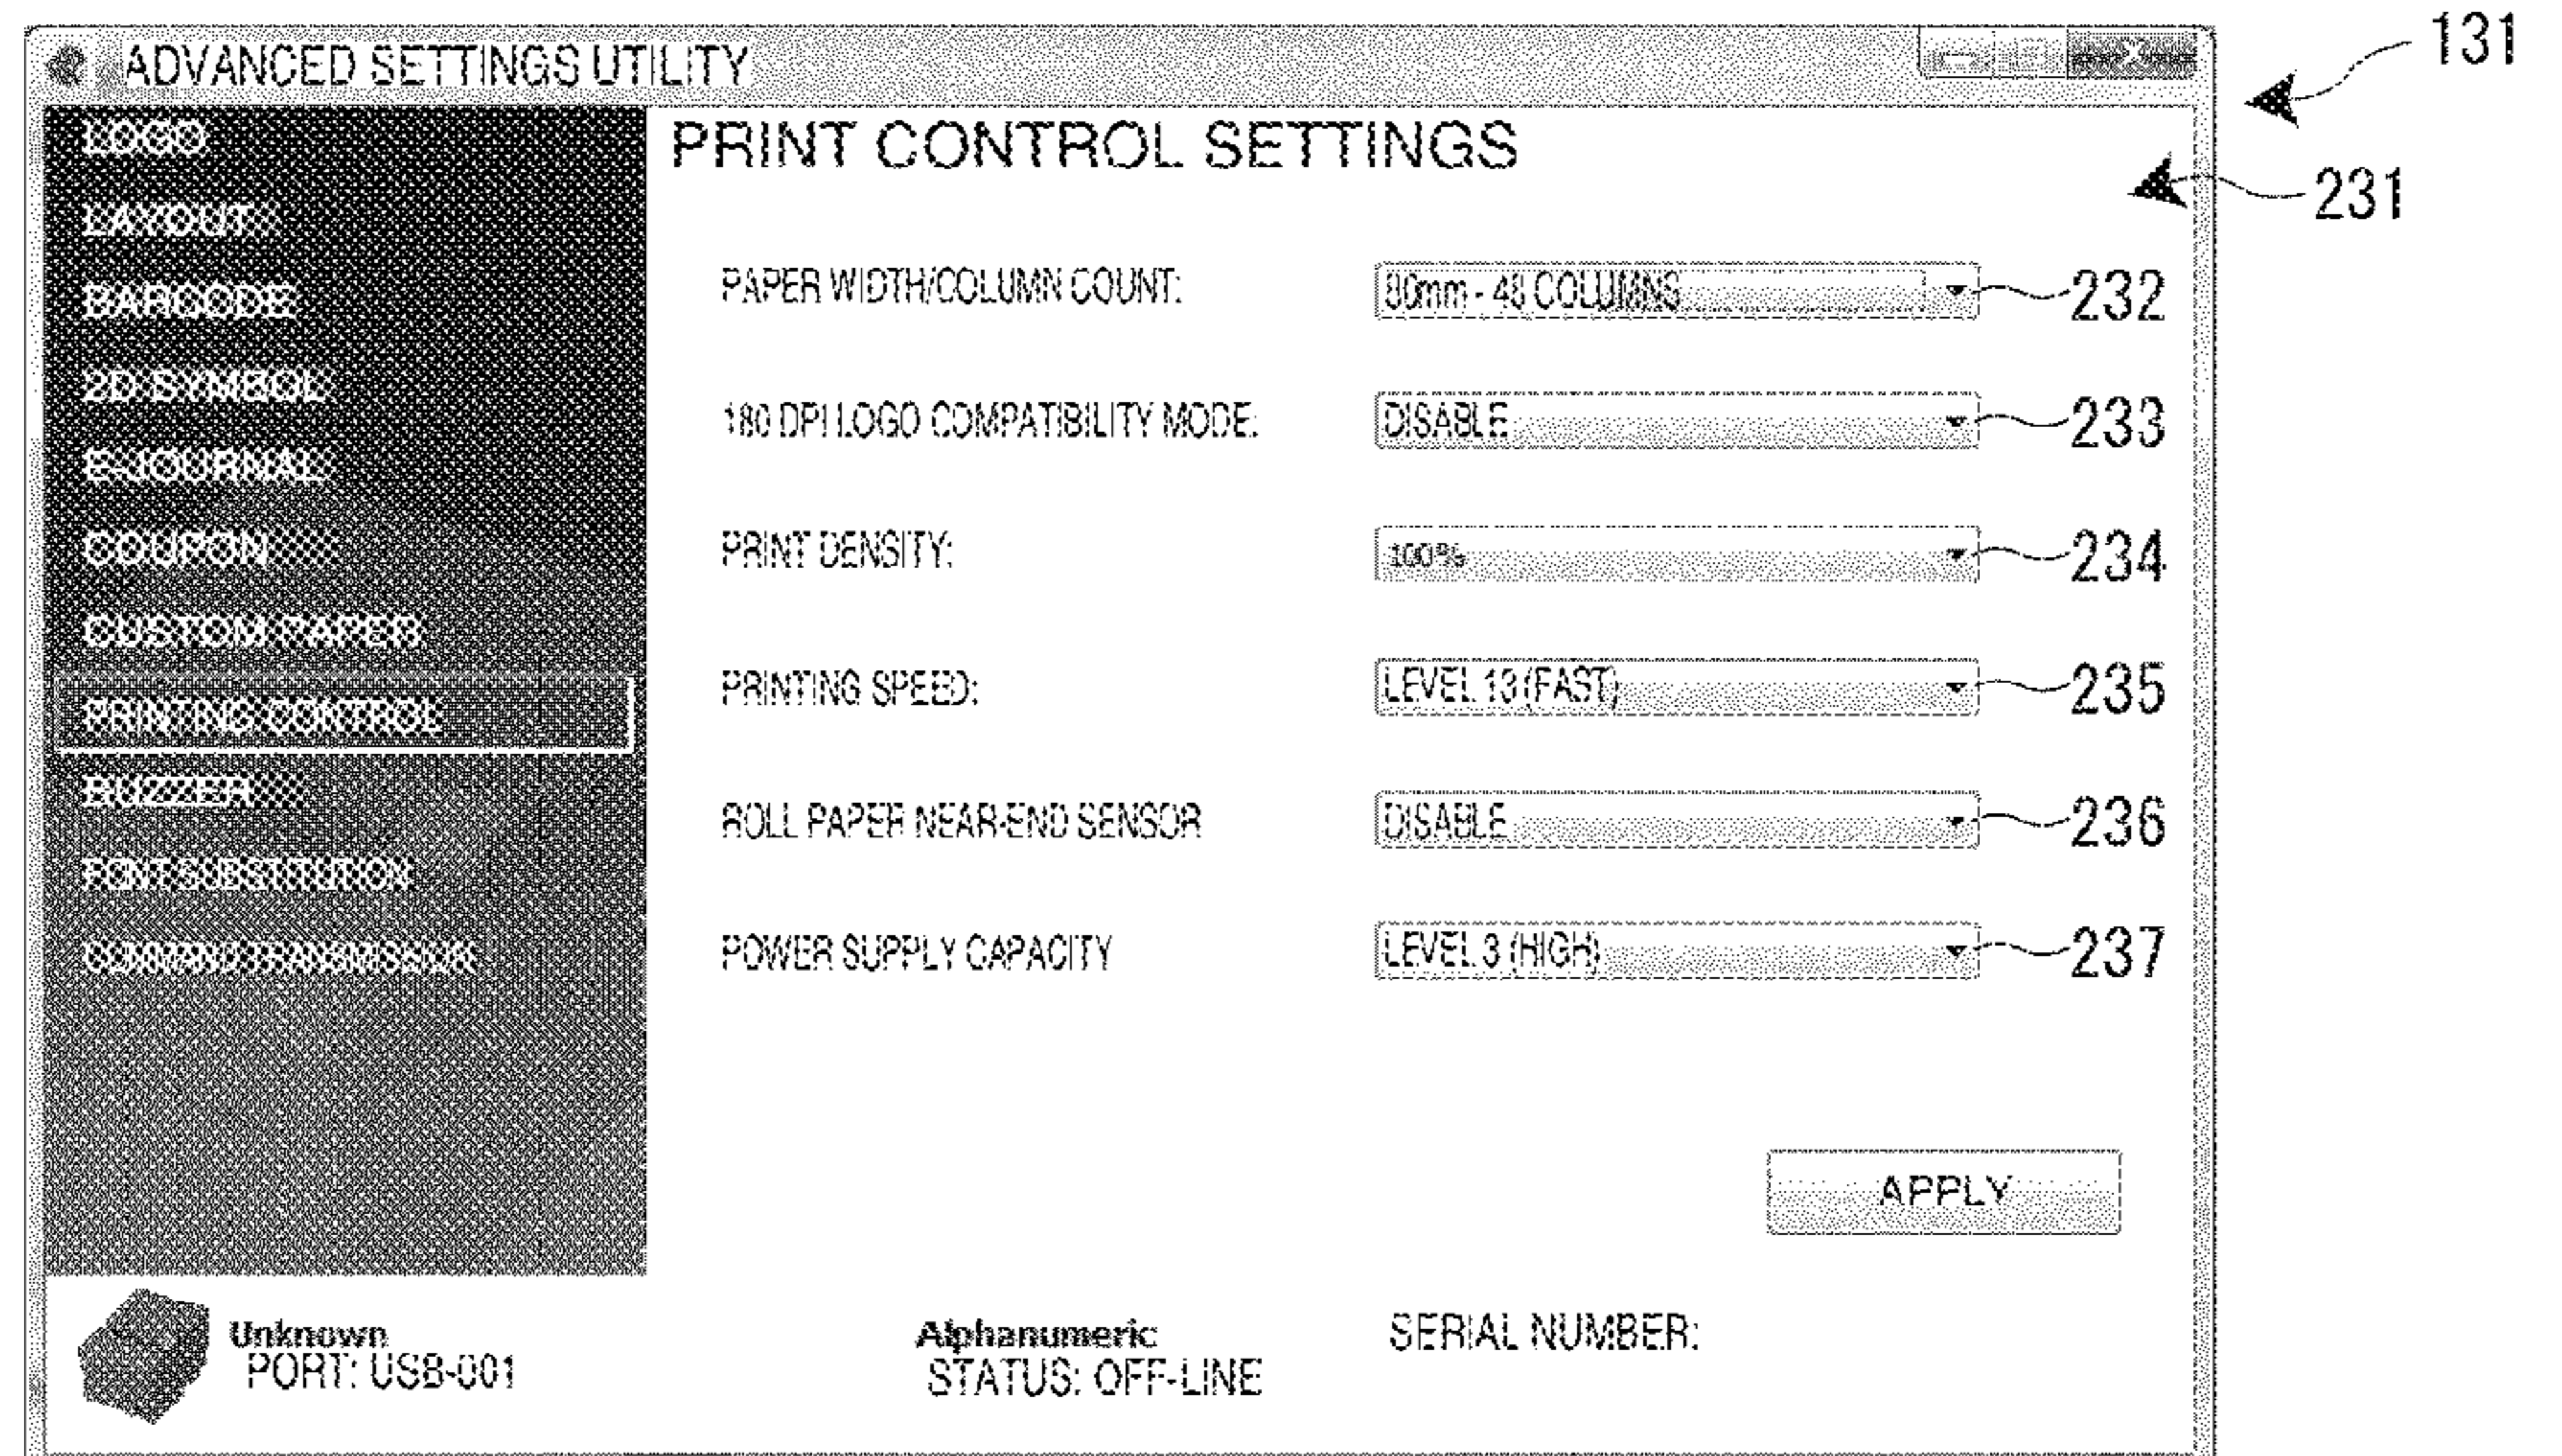 ADVANCED SETTINGS UTILITY
131
LOGO
LAYOUT
BARCODE
2D SYMBOL
E-JOURNAL
COUPON
CUSTOM PAPER
PRINTING CONTROL
BUZZER
FONT SUBSTITUTION
COMMAND TRANSMISSION
PRINT CONTROL SETTINGS
231
PAPER WIDTH/COLUMN COUNT: 80mm - 48 COLUMNS 232
180 DPI LOGO COMPATIBILITY MODE: DISABLE 233
PRINT DENSITY: 100% 234
PRINTING SPEED: LEVEL 13 (FAST) 235
ROLL PAPER NEAR-END SENSOR DISABLE 236
POWER SUPPLY CAPACITY LEVEL 3 (HIGH) 237
APPLY
Unknown Alphanumeric SERIAL NUMBER:
PORT: USB-001 STATUS: OFF-LINE